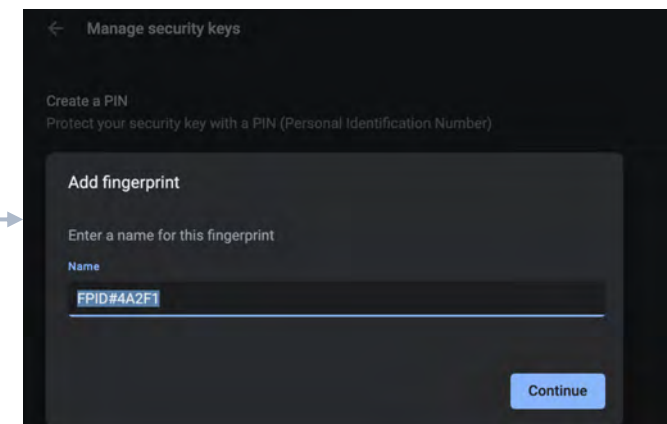 Manage security keys
Create a PIN
Protect your security key with a PIN (Personal Identification Number)
Add fingerprint
Enter a name for this fingerprint
Name
FPID#4A2F1
Continue